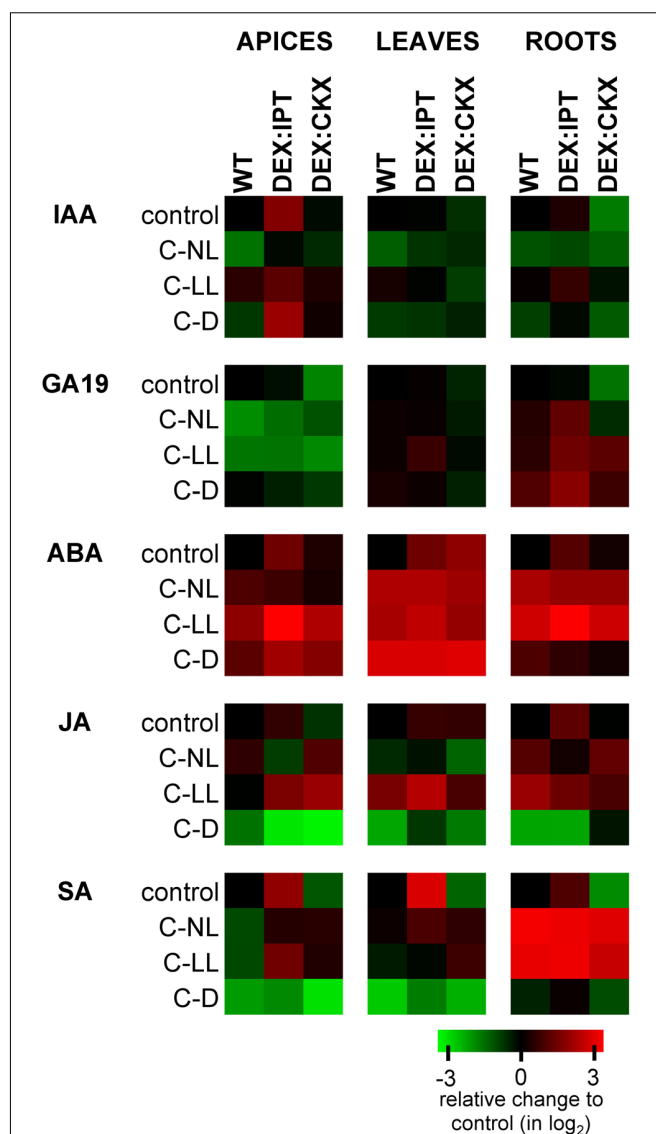 APICES LEAVES ROOTS
WT DEX:IPT DEX:CKX WT DEX:IPT DEX:CKX WT DEX:IPT DEX:CKX
IAA control
C-NL
C-LL
C-D
GA19 control
C-NL
C-LL
C-D
ABA control
C-NL
C-LL
C-D
JA control
C-NL
C-LL
C-D
SA control
C-NL
C-LL
C-D
-3 0 3
relative change to
control (in log₂)